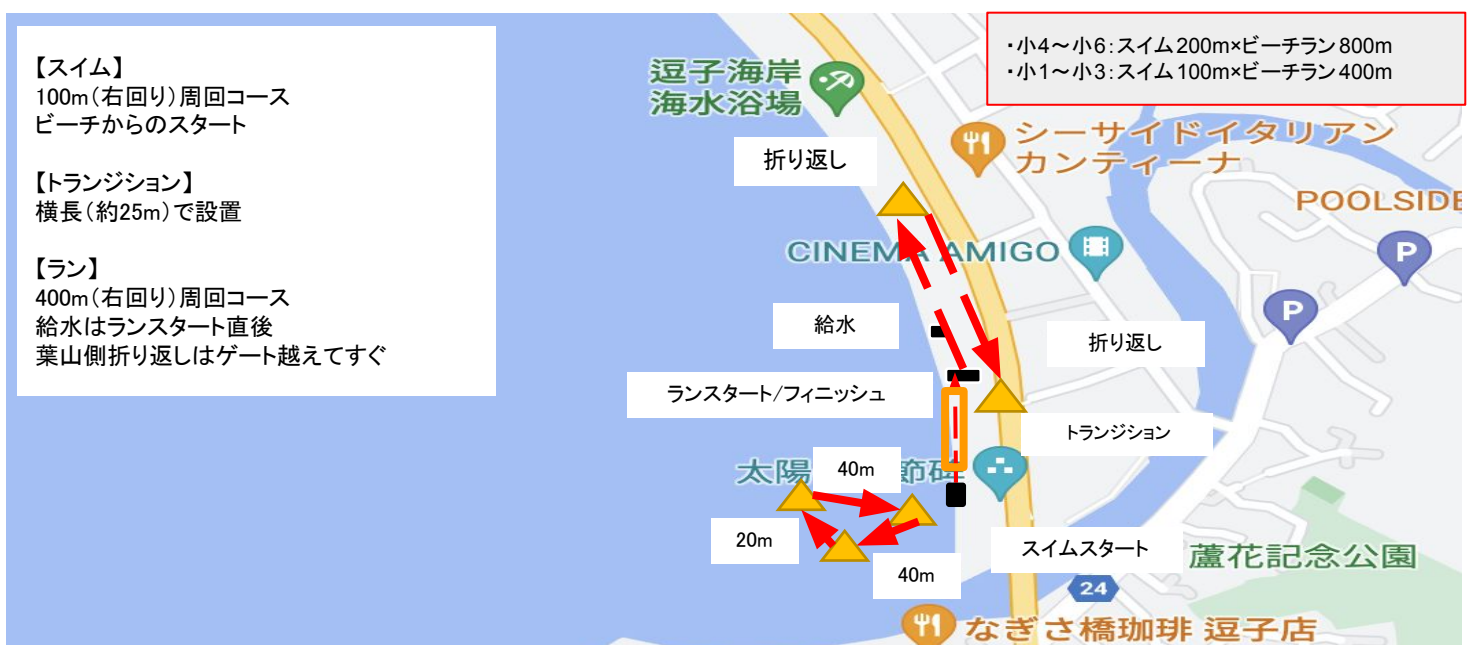 【スイム】
100m(右回り)周回コース
ビーチからのスタート
【トランジション】
横長(約25m)で設置
【ラン】
400m(右回り)周回コース
給水はランスタート直後
葉山側折り返しはゲート越えてすぐ
・小4~小6:スイム200m×ビーチラン800m
・小1~小3:スイム100m×ビーチラン400m
逗子海岸
海水浴場
シーサイドイタリアン
カンティーナ
折り返し
POOLSIDE
CINEMA AMIGO
P
P
給水
折り返し
ランスタート/フィニッシュ
トランジション
太陽
節
40m
20m
40m
スイムスタート
蘆花記念公園
24
なぎさ橋珈琲 逗子店